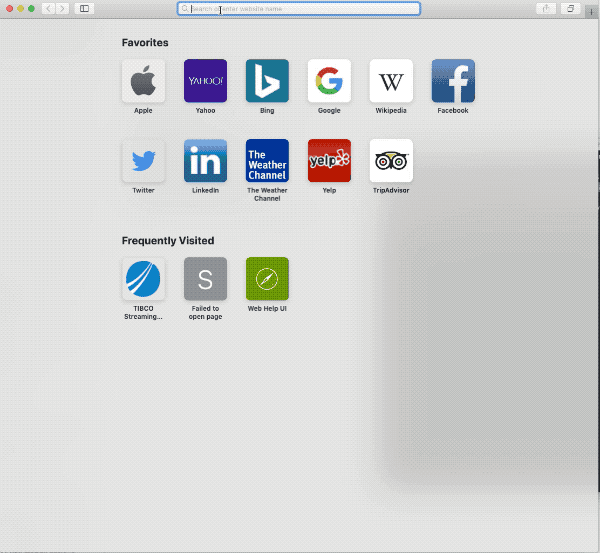 Search or enter website name
Favorites
YAHOO!
W
Apple
Yahoo
Bing
Google
Wikipedia
Facebook
in
The
Weather
Channel
yelp
Twitter
LinkedIn
The Weather
Channel
Yelp
TripAdvisor
Frequently Visited
S
TIBCO
Streaming...
Failed to
open page
Web Help UI